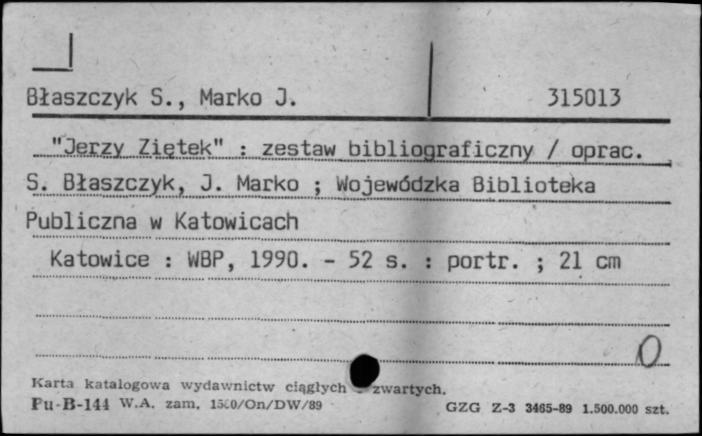 Błaszczyk S., Marko J. 315013
"Jerzy Ziętek" : zestaw bibliograficzny / oprac.
S. Błaszczyk, J. Marko ; Wojewódzka Biblioteka
Publiczna w Katowicach
Katowice : WBP, 1990. - 52 s. : portr. ; 21 cm
O
Karta katalogowa wydawnictw ciągłych zwartych.
Pu-B-144 W.A. zam. /On/DW/89 GZG Z-3 3465-89 1.500.000 szt.